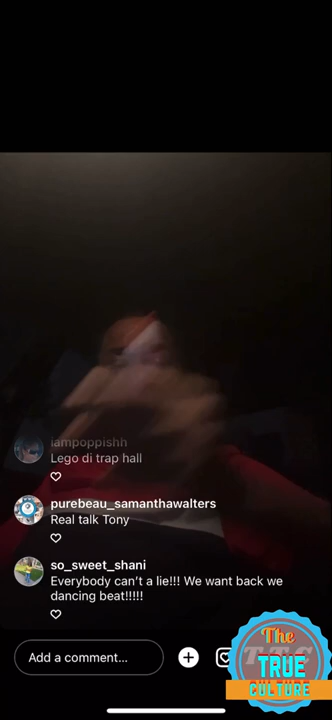 iampoppishh
Lego di trap hall
purebeau_samanthawalters
Real talk Tony
so_sweet_shani
Everybody can't a lie!!! We want back we
dancing beat!!!!!
Add a comment...
The
TRUE
CULTURE